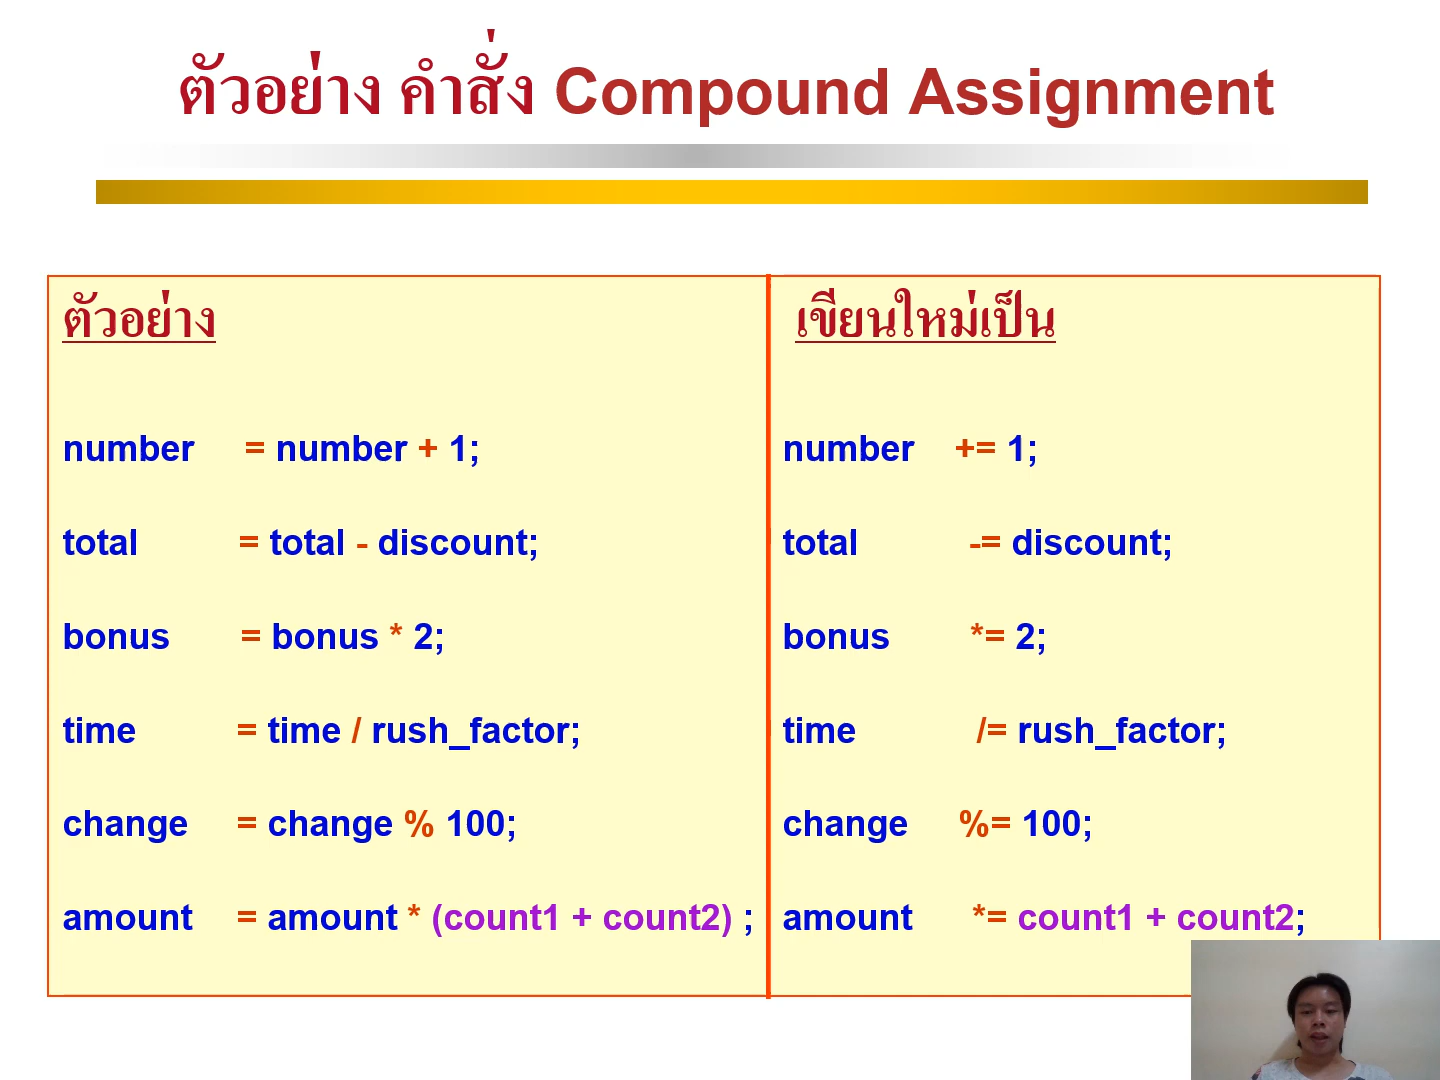 ตัวอย่าง คำสั่ง Compound Assignment
ตัวอย่าง
number = number + 1;
total = total - discount;
bonus = bonus * 2;
time = time / rush_factor;
change = change % 100;
amount = amount * (count1 + count2) ;
เขียนใหม่เป็น
number += 1;
total -= discount;
bonus *= 2;
time /= rush_factor;
change %= 100;
amount *= count1 + count2;